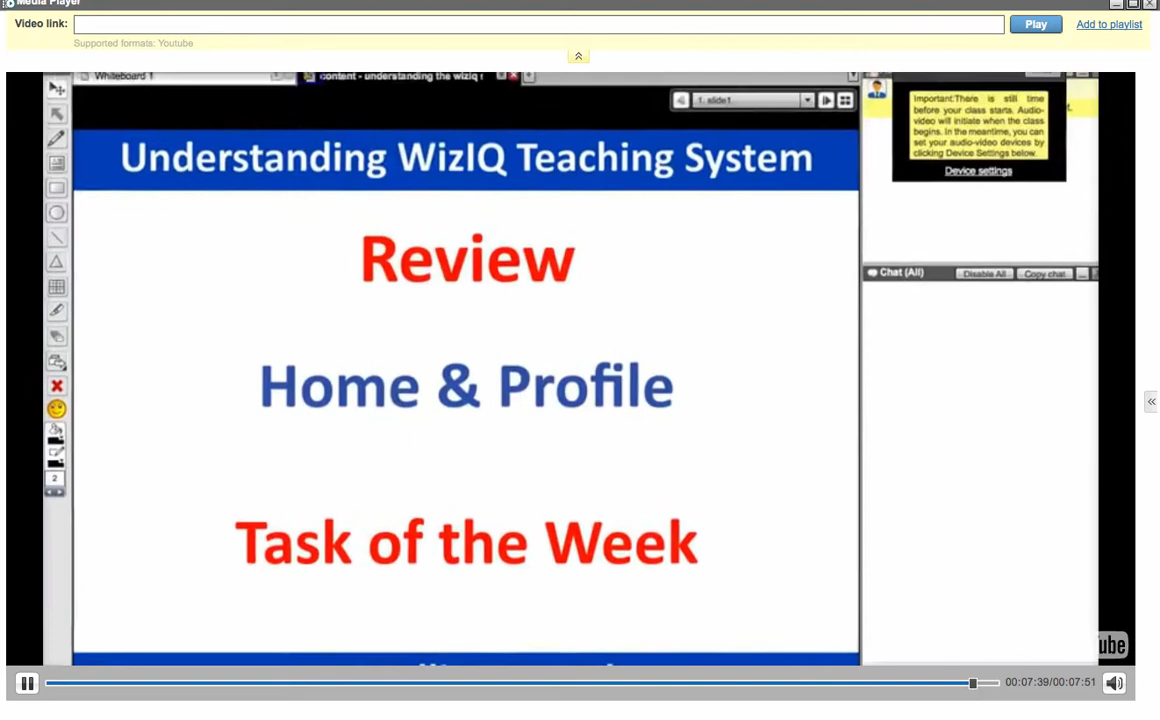 Media Player
Video link:
Play
Add to playlist
Supported formats: Youtube
Whiteboard 1
content - understanding the wiziq t
1. slide1
Understanding WizIQ Teaching System
Review
Home & Profile
Task of the Week
2
Important:There is still time
before your class starts. Audio-
video will initiate when the class
begins. In the meantime, you can
set your audio-video devices by
clicking Device Settings below.
Device settings
Chat (All)
Disable All
Copy chat
ube
00:07:39/00:07:51